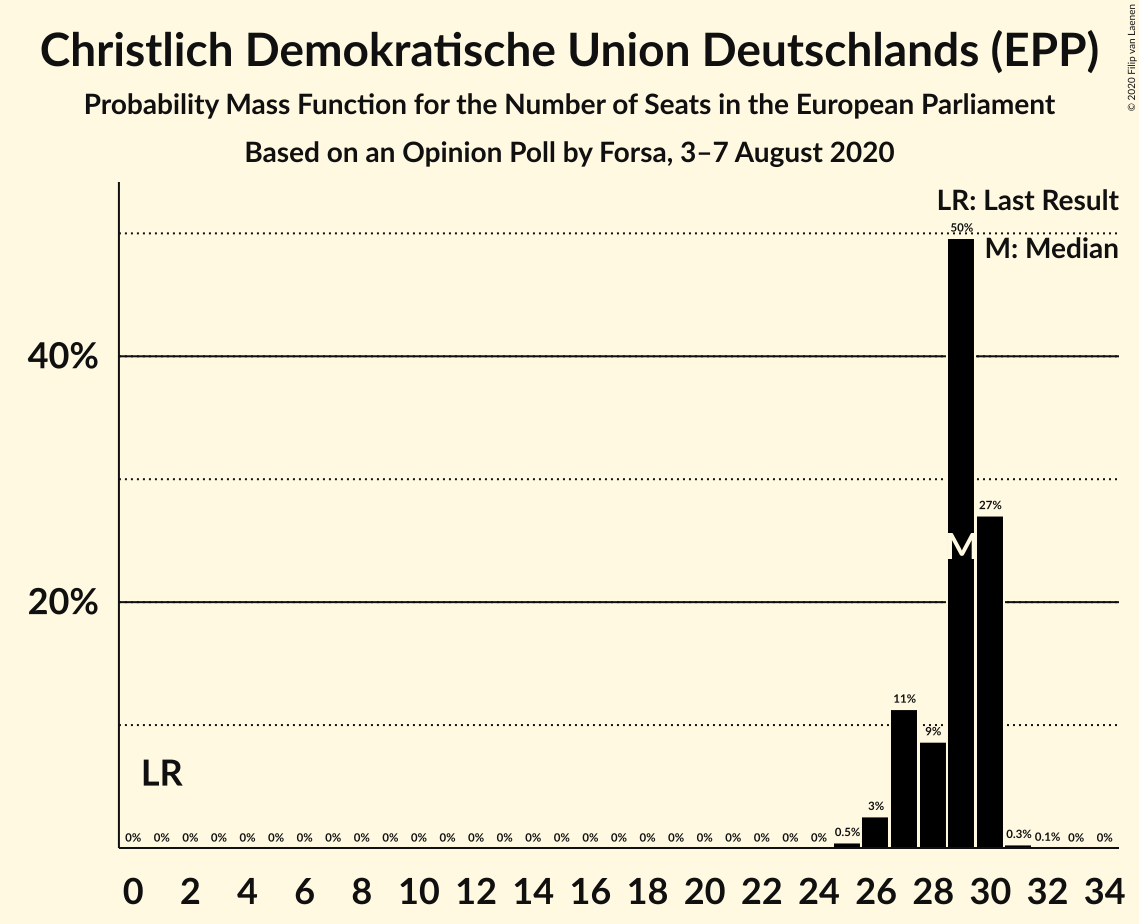 Christlich Demokratische Union Deutschlands (EPP)
Probability Mass Function for the Number of Seats in the European Parliament
Based on an Opinion Poll by Forsa, 3–7 August 2020
© 2020 Filip van Laenen
LR: Last Result
M: Median
50%
40%
27%
M
20%
11%
9%
LR
3%
0% 0% 0% 0% 0% 0% 0% 0% 0% 0% 0% 0% 0% 0% 0% 0% 0% 0% 0% 0% 0% 0% 0% 0% 0% 0.5% 0.3% 0.1% 0% 0%
0 2 4 6 8 10 12 14 16 18 20 22 24 26 28 30 32 34